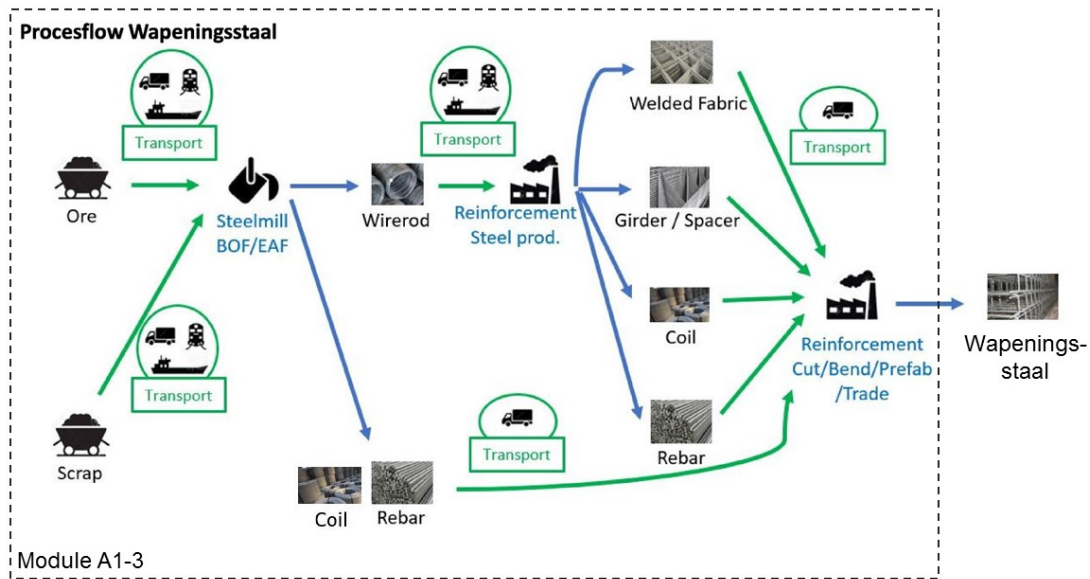 Procesflow Wapeningsstaal
Transport
Transport
Welded Fabric
Transport
Ore
Steelmill
BOF/EAF
Wirerod
Reinforcement
Steel prod.
Girder / Spacer
Transport
Coil
Reinforcement
Cut/Bend/Prefab
/Trade
Wapenings-
staal
Scrap
Transport
Rebar
Coil
Rebar
Module A1-3